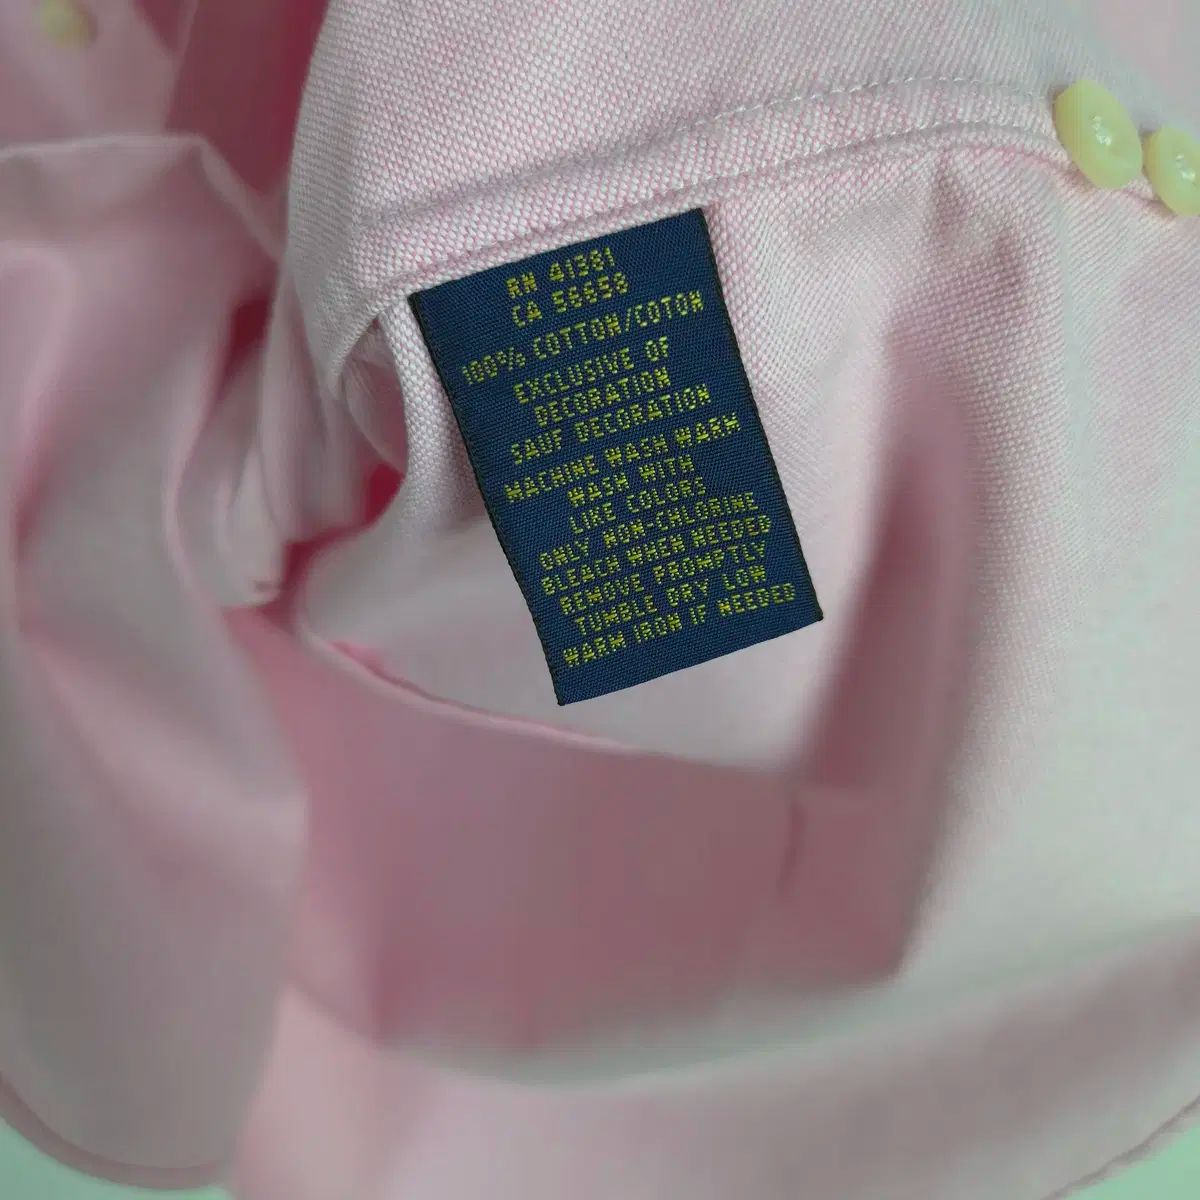 RN 41381
CA 56658
100% COTTON/COTON
EXCLUSIVE OF
DECORATION
SAUF DECORATION
MACHINE WASH WARM
WASH WITH
LIKE COLORS
ONLY NON-CHLORINE
BLEACH WHEN NEEDED
REMOVE PROMPTLY
TUMBLE DRY LOW
WARM IRON IF NEEDED